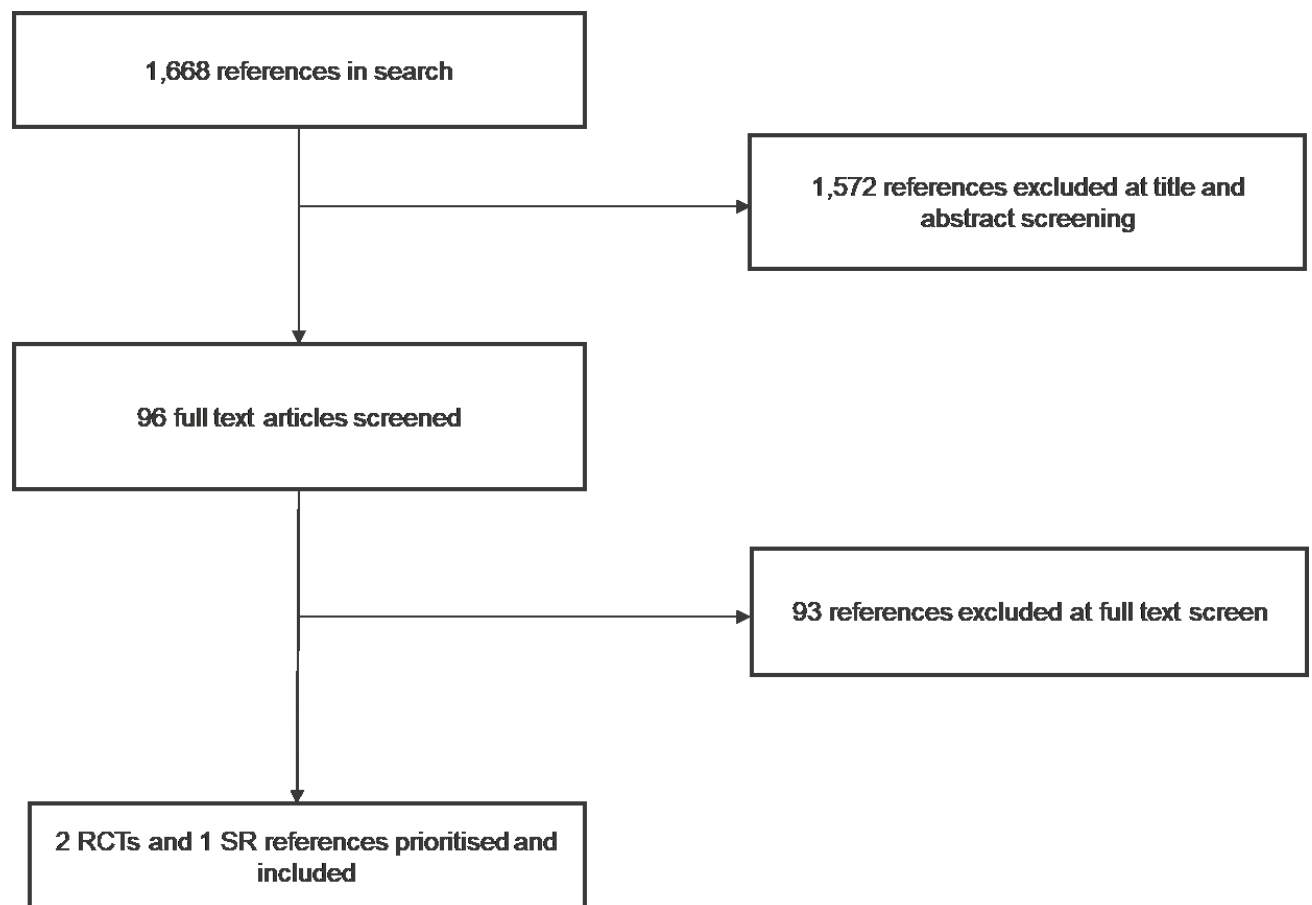 1,668 references in search
1,572 references excluded at title and
abstract screening
96 full text articles screened
93 references excluded at full text screen
2 RCTs and 1 SR references prioritised and
included